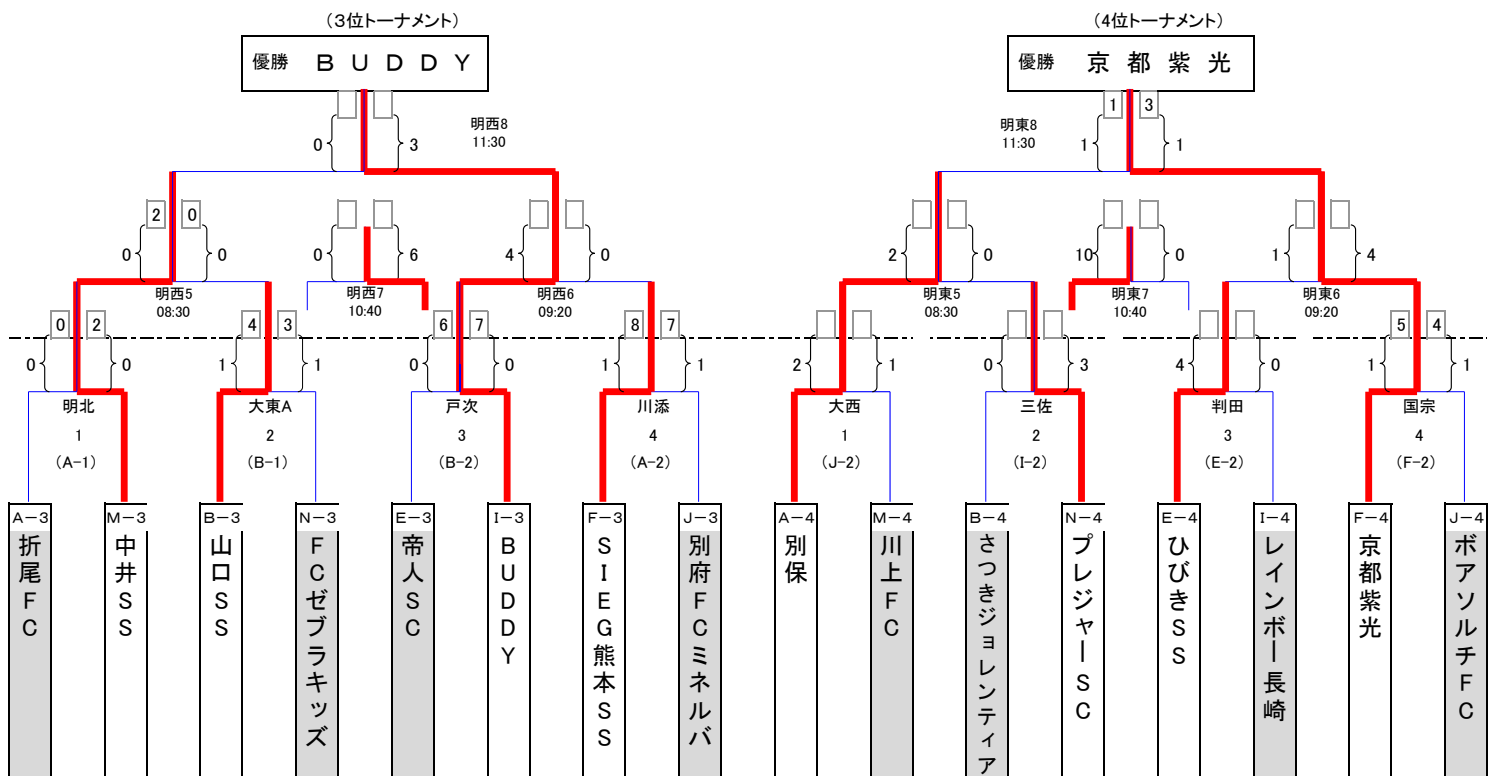 (3位トーナメント) (4位トーナメント)
優勝 BUDDY 優勝 京都紫光
1 3
0 3 明西8 11:30 明東8 11:30 1 1
2 0
0 0 0 6 4 0 2 0 10 0 1 4
明西5 明西7 明西6 明東5 明東7 明東6
08:30 10:40 09:20 08:30 10:40 09:20
0 2 4 3 6 7 8 7 5 4
0 0 1 1 0 0 1 1 2 1 0 3 4 0 1 1
明北 大東A 戸次 川添 大西 三佐 判田 国宗
1 2 3 4 1 2 3 4
(A-1) (B-1) (B-2) (A-2) (J-2) (I-2) (E-2) (F-2)
A-3 M-3 B-3 N-3 E-3 I-3 F-3 J-3 A-4 M-4 B-4 N-4 E-4 I-4 F-4 J-4
折尾FC
中井SS
山口SS
FCゼブラキッズ
帝人SC
BUDDY
SIEG熊本SS
別府FCミネルバ
別保
川上FC
さつきジョレンティア
プレジャーSC
ひびきSS
レインボー長崎
京都紫光
ボアソルチFC